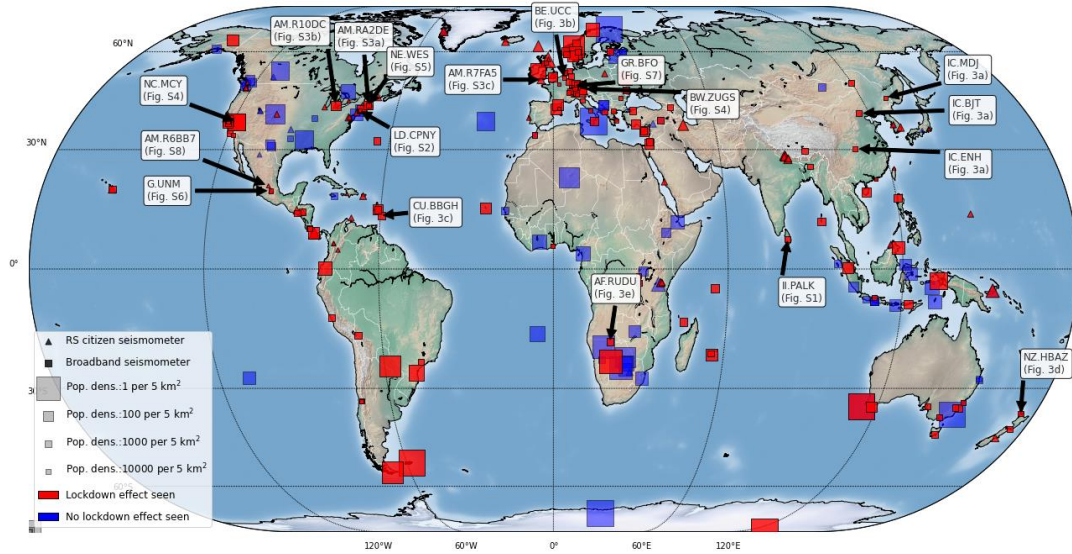 60°N
30°N
0°
30°S
60°S
120°W
60°W
0°
60°E
120°E
AM.R10DC
(Fig. S3b)
AM.RA2DE
(Fig. S3a)
NE.WES
(Fig. S5)
BE.UCC
(Fig. 3b)
AM.R7FA5
(Fig. S3c)
GR.BFO
(Fig. S7)
BW.ZUGS
(Fig. S4)
IC.MDJ
(Fig. 3a)
IC.BJT
(Fig. 3a)
IC.ENH
(Fig. 3a)
NC.MCY
(Fig. S4)
AM.R6BB7
(Fig. S8)
G.UNM
(Fig. S6)
LD.CPNY
(Fig. S2)
CU.BBGH
(Fig. 3c)
AF.RUDU
(Fig. 3e)
II.PALK
(Fig. S1)
NZ.HBAZ
(Fig. 3d)
RS citizen seismometer
Broadband seismometer
Pop. dens.:1 per 5 km²
Pop. dens.:100 per 5 km²
Pop. dens.:1000 per 5 km²
Pop. dens.:10000 per 5 km²
Lockdown effect seen
No lockdown effect seen